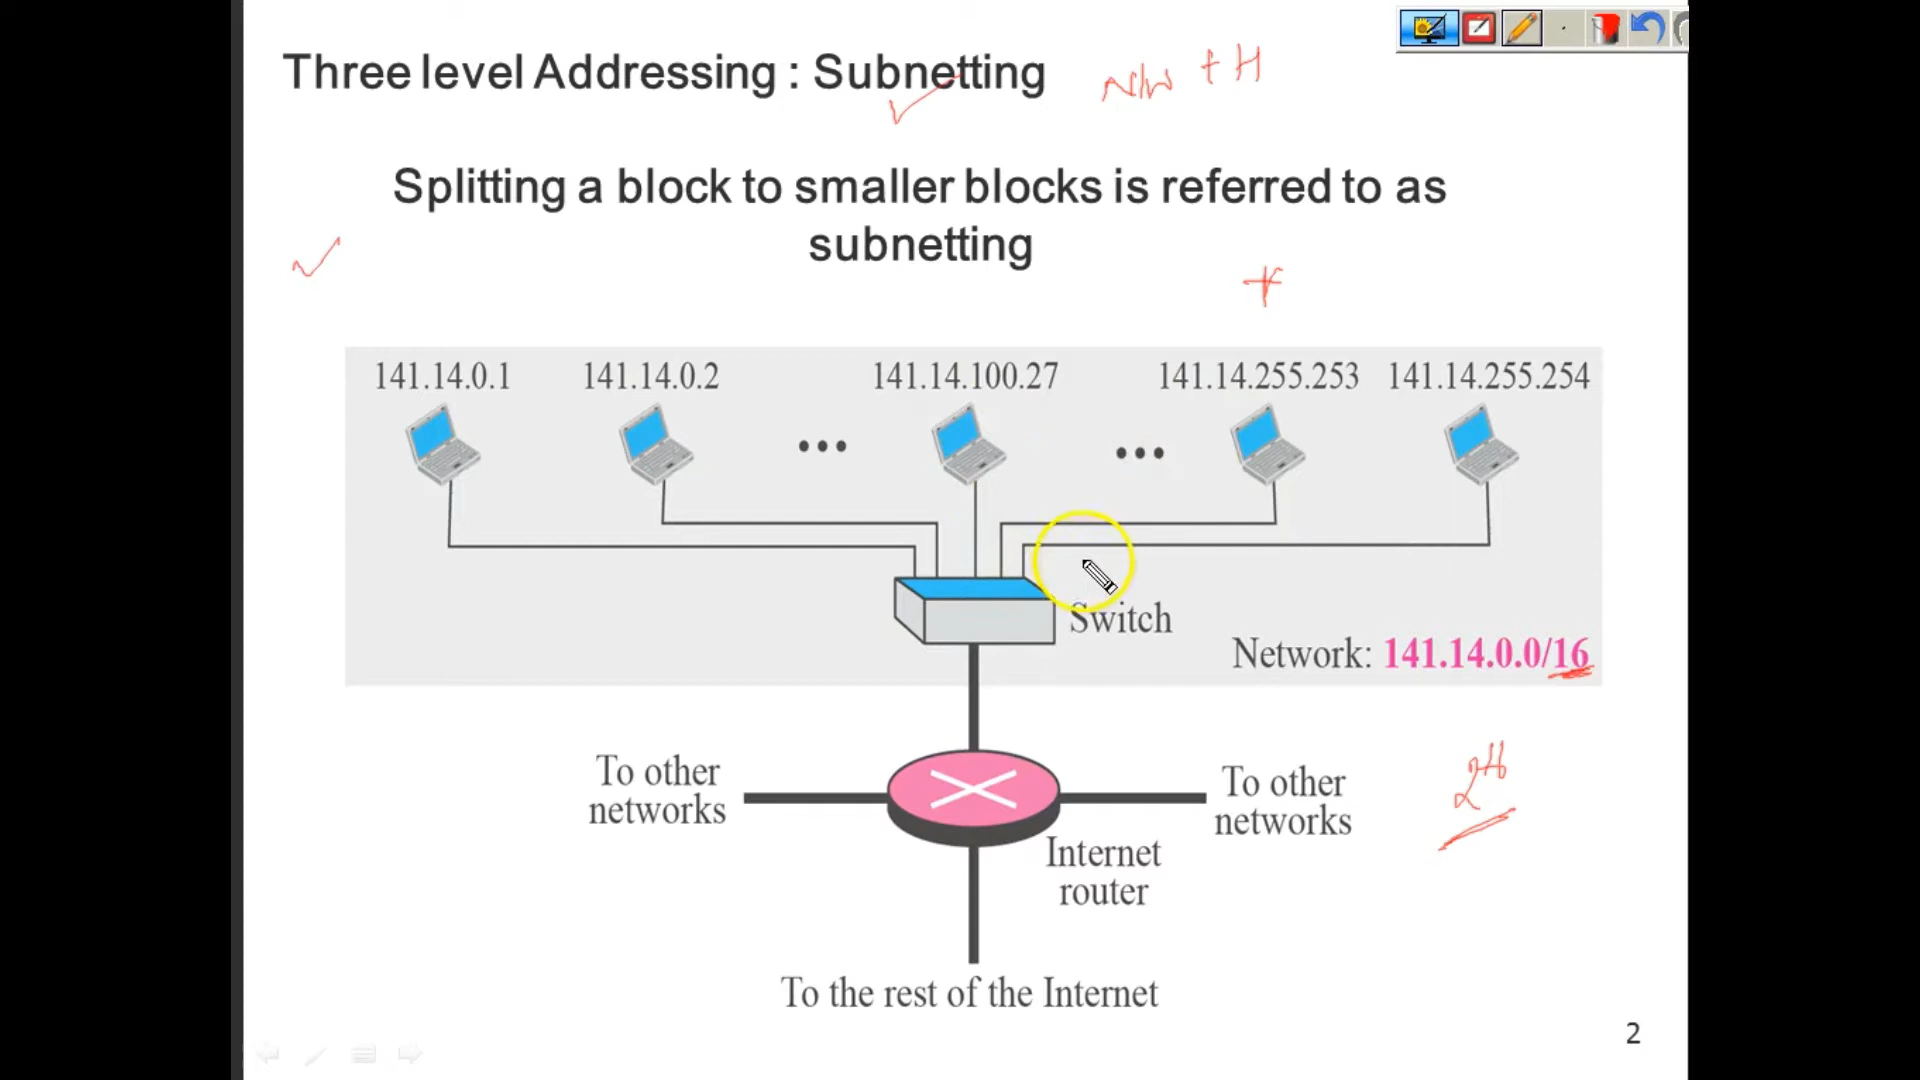 Three level Addressing : Subnetting N/w + H
Splitting a block to smaller blocks is referred to as
subnetting
141.14.0.1 141.14.0.2 141.14.100.27 141.14.255.253 141.14.255.254
Switch
Network: 141.14.0.0/16
To other
networks
To other
networks
Internet
router
To the rest of the Internet
2